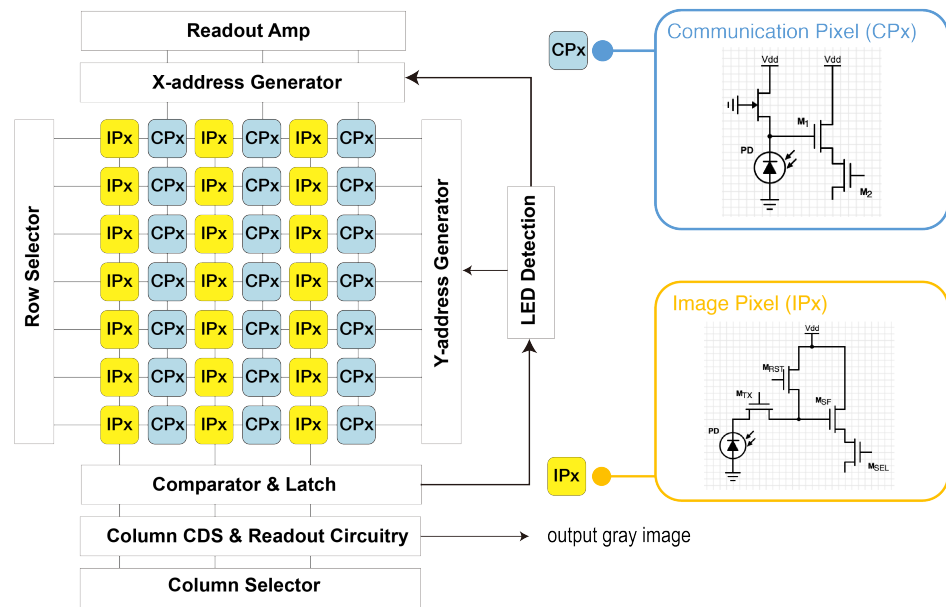 Readout Amp
X-address Generator
Row Selector
IPx CPx IPx CPx IPx CPx
IPx CPx IPx CPx IPx CPx
IPx CPx IPx CPx IPx CPx
IPx CPx IPx CPx IPx CPx
IPx CPx IPx CPx IPx CPx
IPx CPx IPx CPx IPx CPx
IPx CPx IPx CPx IPx CPx
Y-address Generator
LED Detection
Comparator & Latch
Column CDS & Readout Circuitry
output gray image
Column Selector
CPx
Communication Pixel (CPx)
Vdd Vdd
M1
PD
M2
IPx
Image Pixel (IPx)
Vdd
MRST
MTX
MSF
PD
MSEL